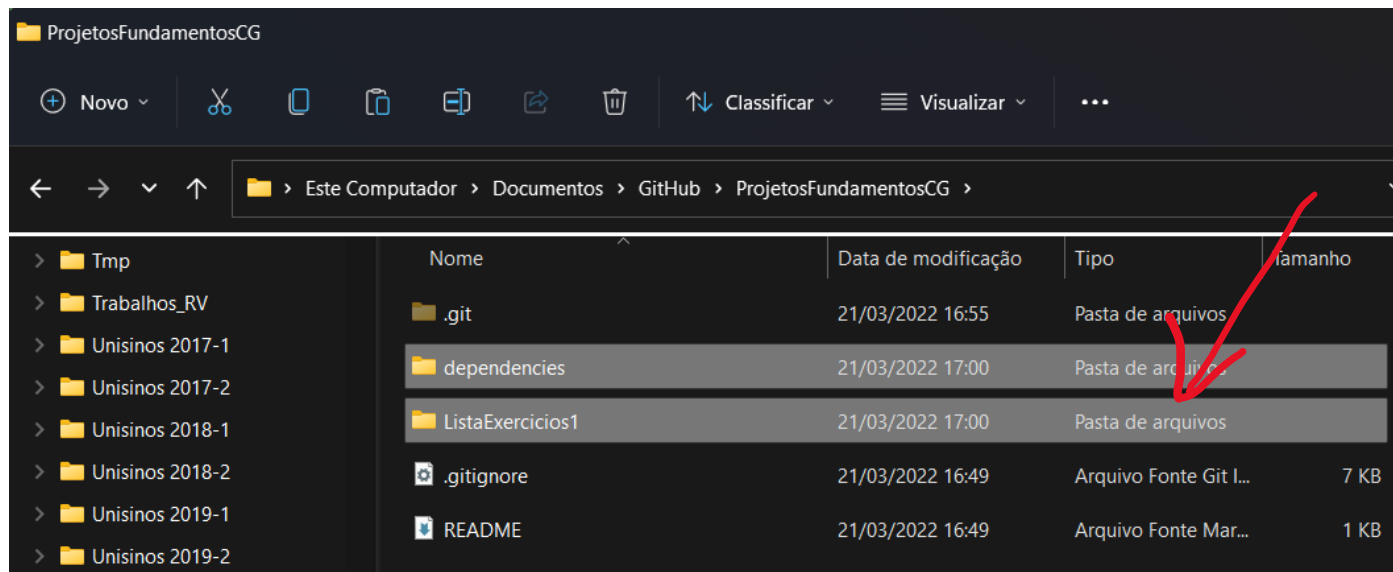 ProjetosFundamentosCG
Novo
Classificar
Visualizar
Este Computador > Documentos > GitHub > ProjetosFundamentosCG >
Tmp
Trabalhos_RV
Unisinos 2017-1
Unisinos 2017-2
Unisinos 2018-1
Unisinos 2018-2
Unisinos 2019-1
Unisinos 2019-2
Nome Data de modificação Tipo Tamanho
.git 21/03/2022 16:55 Pasta de arquivos
dependencies 21/03/2022 17:00 Pasta de arquivos
ListaExercicios1 21/03/2022 17:00 Pasta de arquivos
.gitignore 21/03/2022 16:49 Arquivo Fonte Git I... 7 KB
README 21/03/2022 16:49 Arquivo Fonte Mar... 1 KB